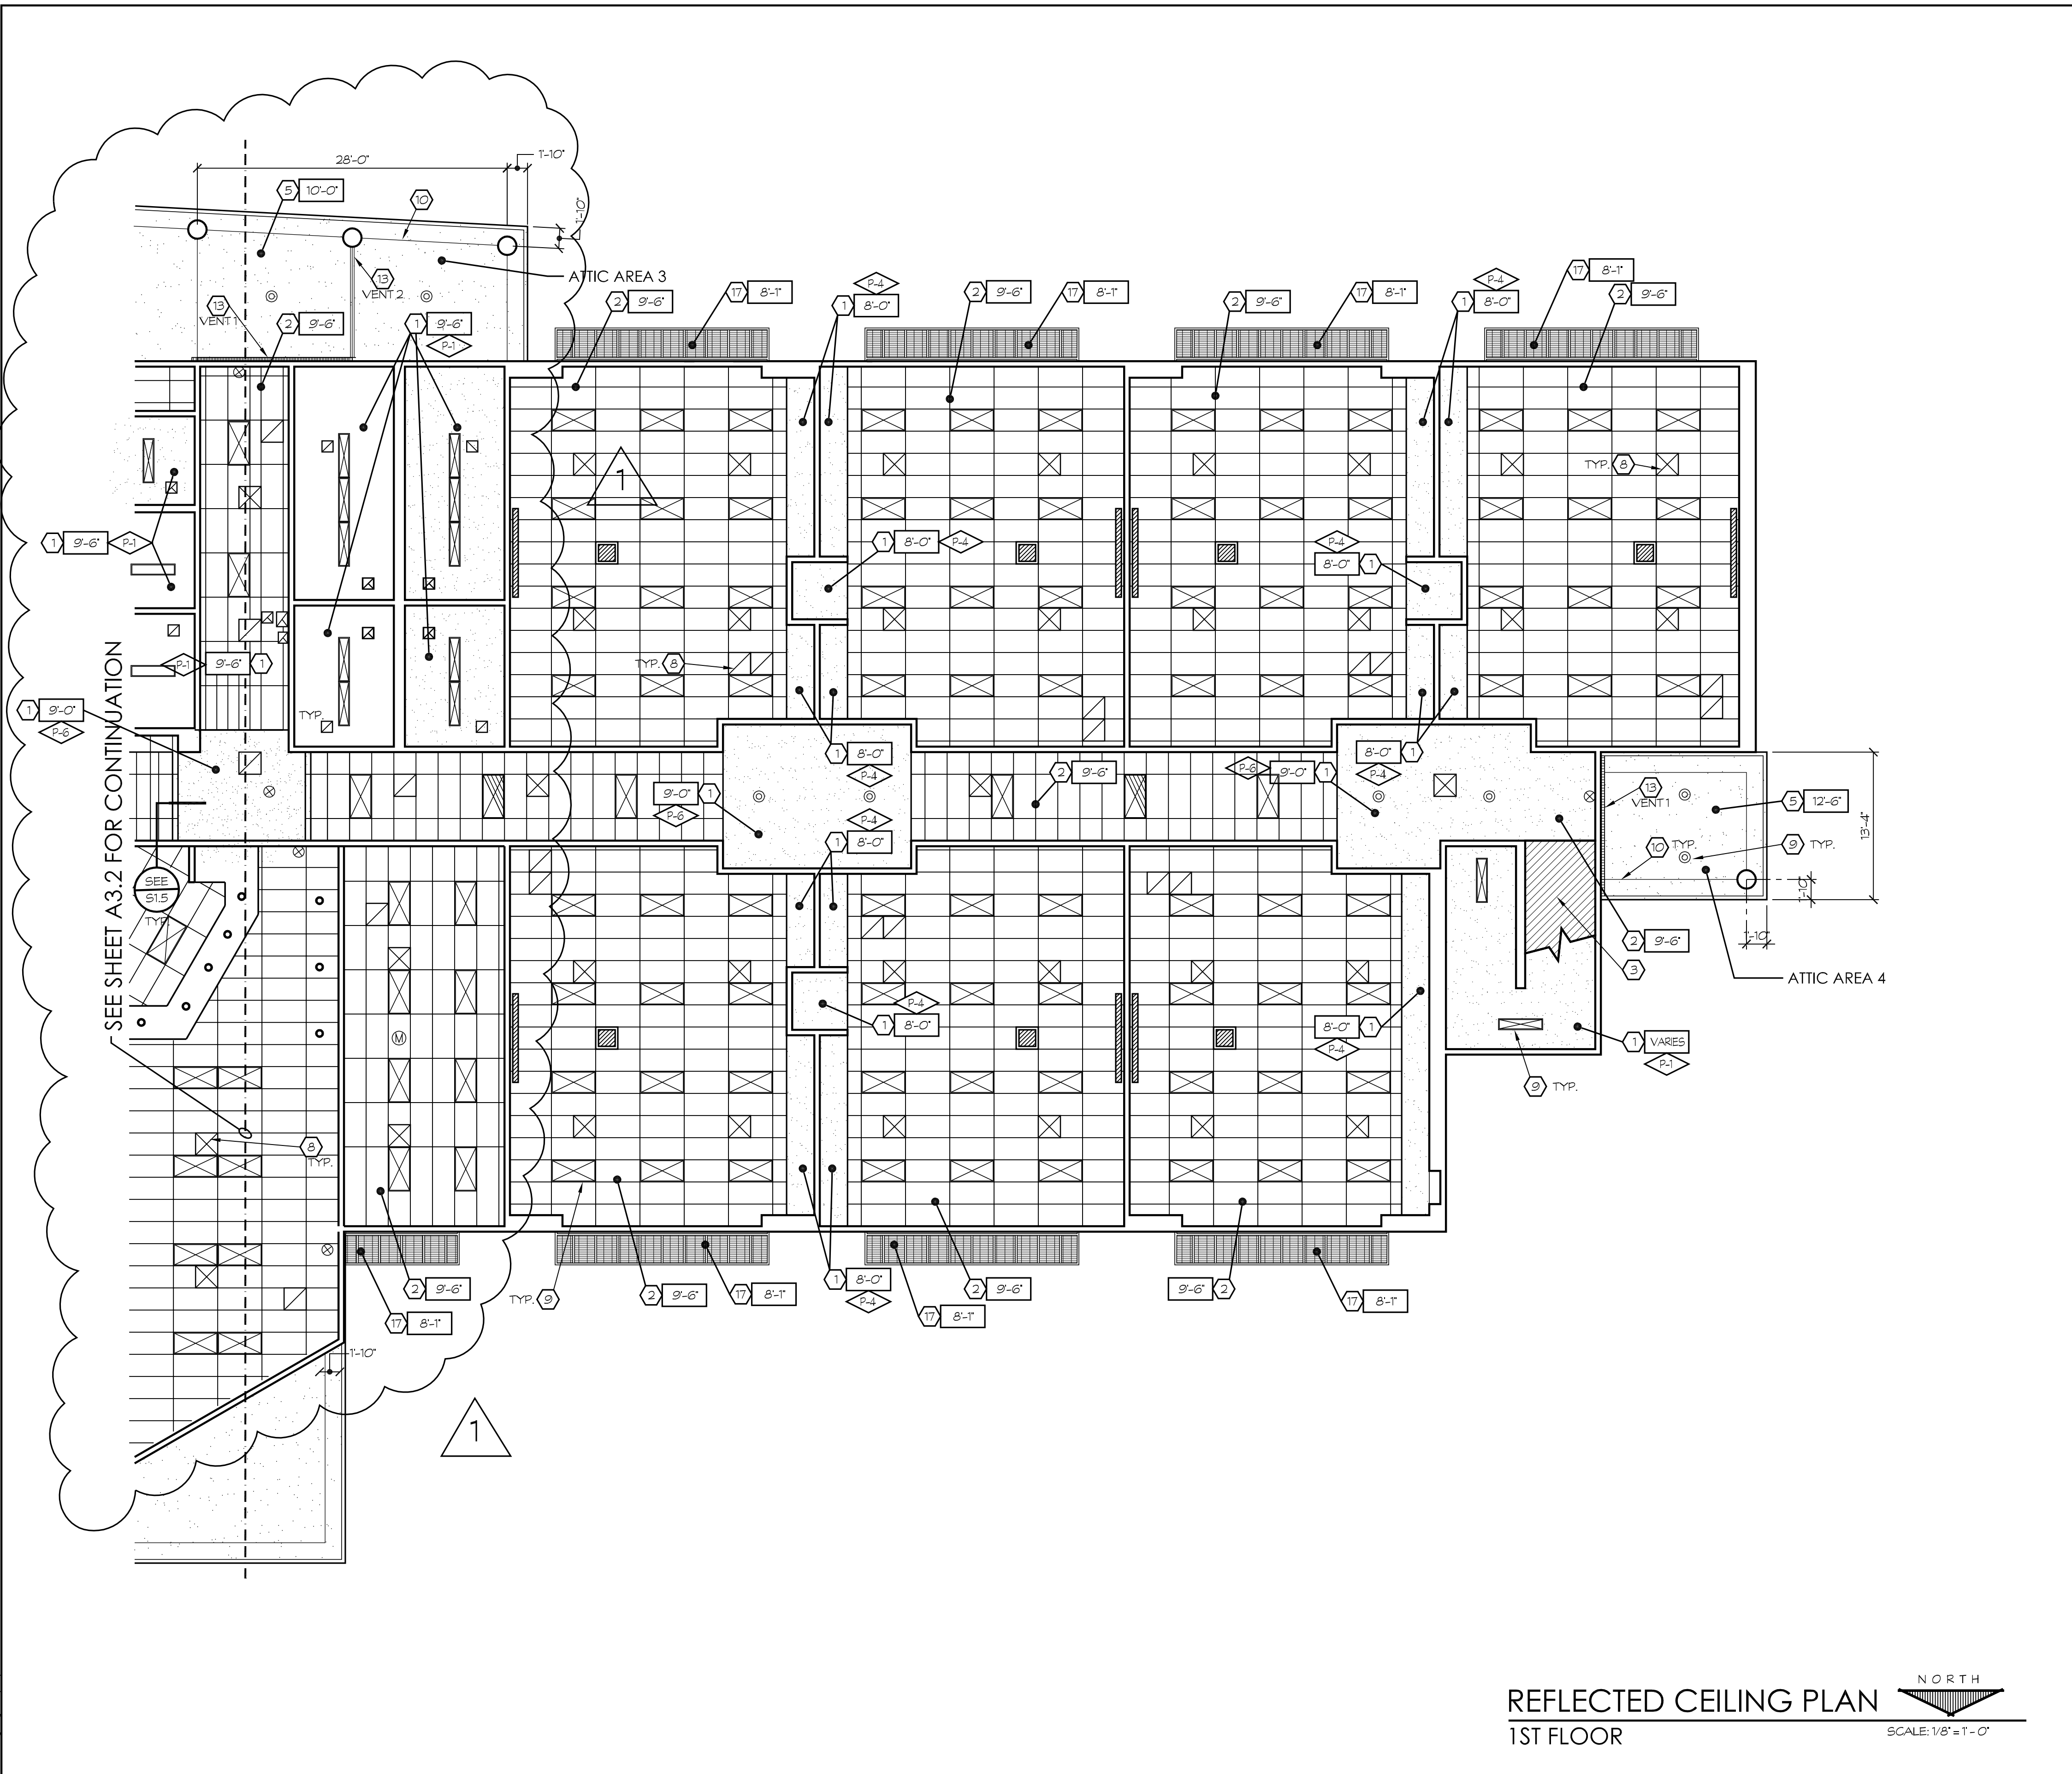 28'-0"
1'-10"
5 10'-0"
10
1'-10"
ATTIC AREA 3
13
VENT 2
13
VENT 1
2 9'-6"
1 9'-6"
P-1
2 9'-6"
17 8'-1"
P-4
1 8'-0"
2 9'-6"
17 8'-1"
2 9'-6"
17 8'-1"
P-4
1 8'-0"
17 8'-1"
2 9'-6"
1
TYP. 8
1 9'-6" P-1
1 8'-0" P-4
P-4
8'-0" 1
P-1 9'-6" 1
TYP. 8
1 9'-0"
P-6
TYP.
SEE SHEET A3.2 FOR CONTINUATION
1 8'-0"
P-4
9'-0" 1
P-6
P-4
1 8'-0"
2 9'-6"
P-6 9'-0" 1
8'-0" 1
P-4
13
VENT 1
5 12'-6"
13'-4"
10 TYP.
9 TYP.
1'-10"
1'-10"
SEE
S1.5
TYP.
2 9'-6"
3
ATTIC AREA 4
P-4
1 8'-0"
8'-0" 1
P-4
M
1 VARIES
P-1
9 TYP.
8
TYP.
2 9'-6"
17 8'-1"
TYP. 9
2 9'-6"
17 8'-1"
1 8'-0"
P-4
2 9'-6"
17 8'-1"
9'-6" 2
17 8'-1"
1'-10"
1
REFLECTED CEILING PLAN
1ST FLOOR
NORTH
SCALE: 1/8" = 1' - 0"